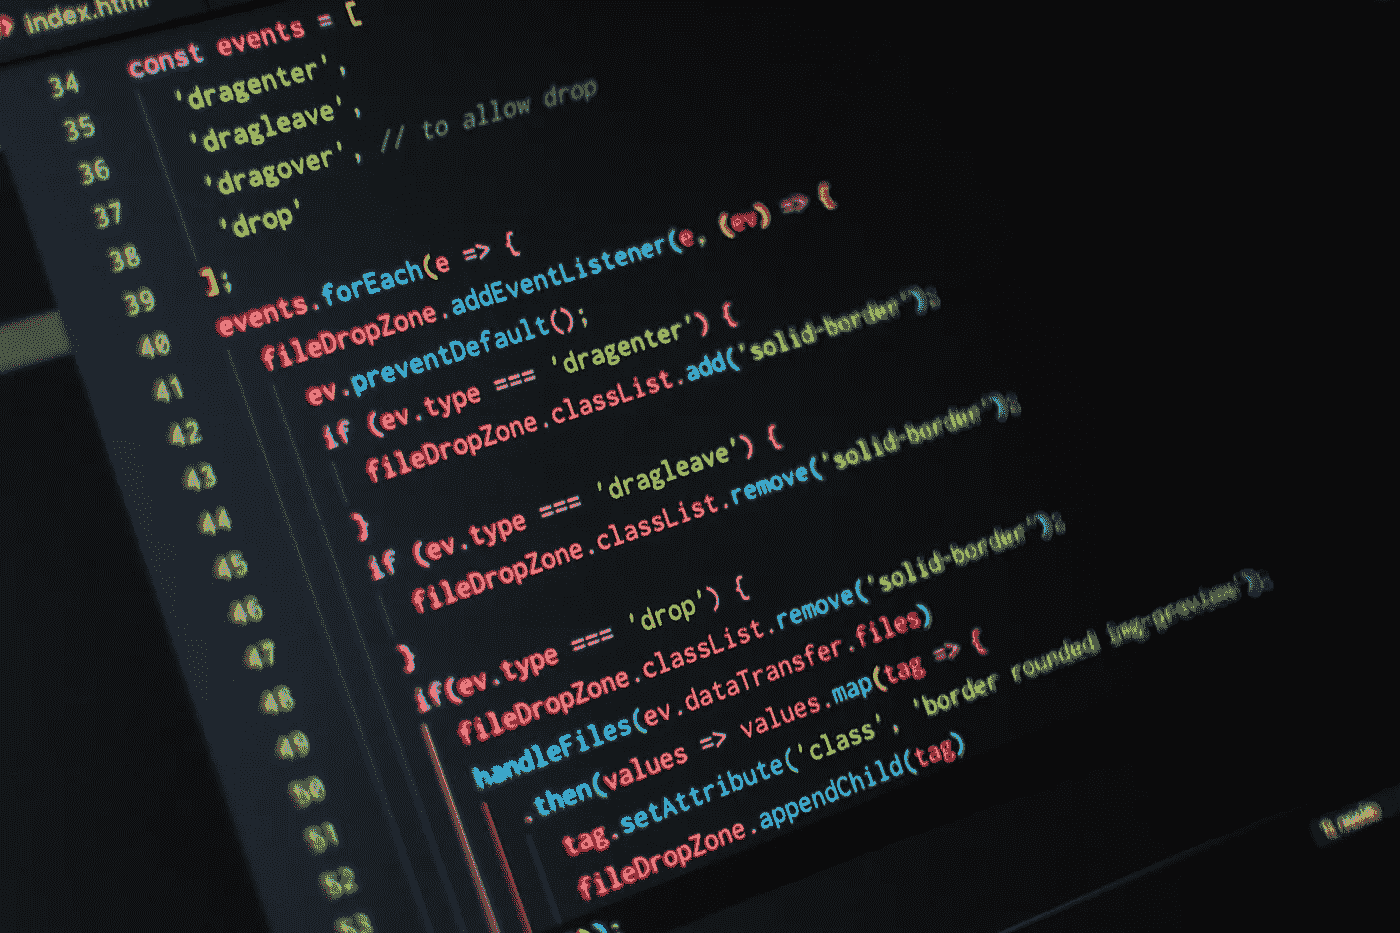 index.html
34 const events = [
35 'dragenter',
36 'dragleave',
37 'dragover', // to allow drop
38 'drop'
39 ];
40 events.forEach(e => {
41 fileDropZone.addEventListener(e, (ev) => {
42 ev.preventDefault();
43 if (ev.type === 'dragenter') {
44 fileDropZone.classList.add('solid-border');
45 }
46 if (ev.type === 'dragleave') {
47 fileDropZone.classList.remove('solid-border');
48 }
49 if(ev.type === 'drop') {
50 fileDropZone.classList.remove('solid-border');
51 handleFiles(ev.dataTransfer.files)
52 .then(values => values.map(tag => {
53 tag.setAttribute('class', 'border rounded img-preview');
fileDropZone.appendChild(tag)